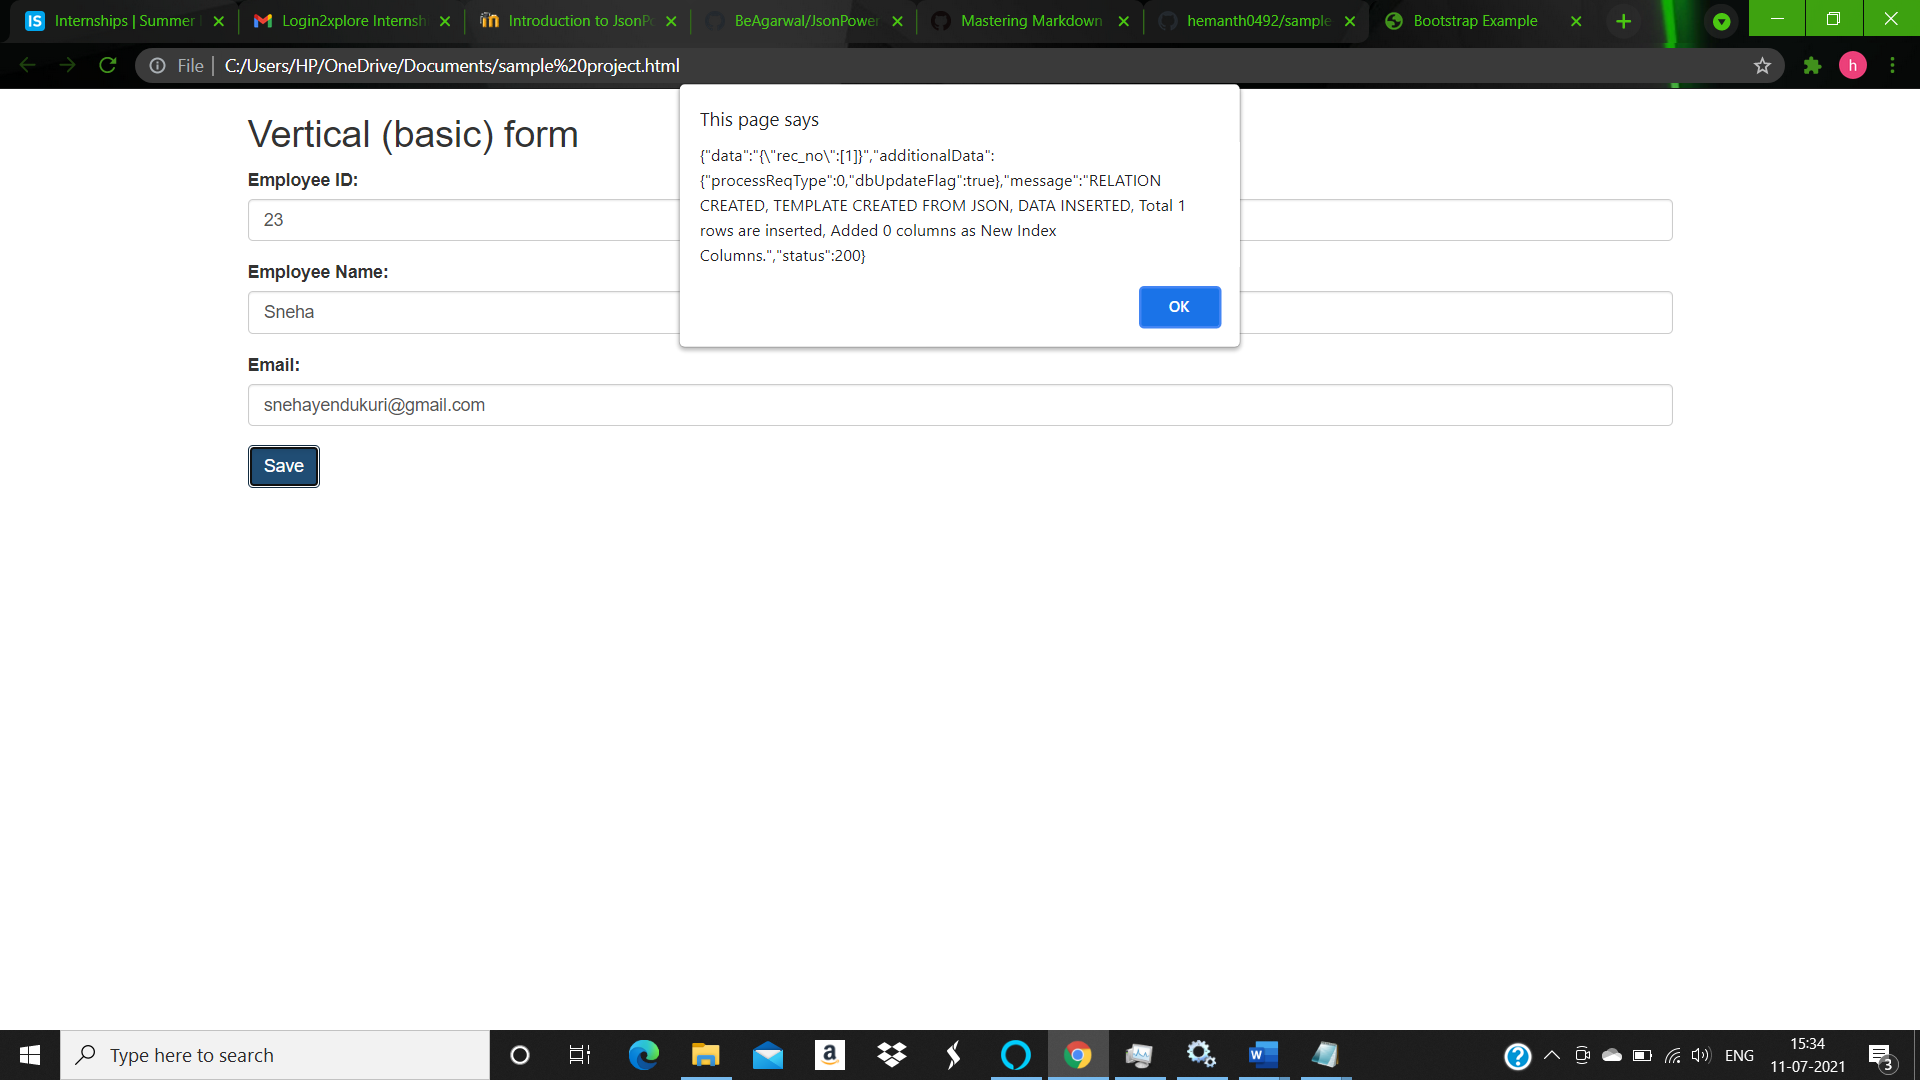 Internships | Summer
Login2xplore Internsh
Introduction to JsonPo
BeAgarwal/JsonPower
Mastering Markdown
hemanth0492/sample
Bootstrap Example
File
C:/Users/HP/OneDrive/Documents/sample%20project.html
h
Vertical (basic) form
This page says
{"data":"{\"rec_no\":[1]}","additionalData":
{"processReqType":0,"dbUpdateFlag":true},"message":"RELATION
CREATED, TEMPLATE CREATED FROM JSON, DATA INSERTED, Total 1
rows are inserted, Added 0 columns as New Index
Columns.","status":200}
OK
Employee ID:
23
Employee Name:
Sneha
Email:
snehayendukuri@gmail.com
Save
Type here to search
ENG
15:34
11-07-2021
3